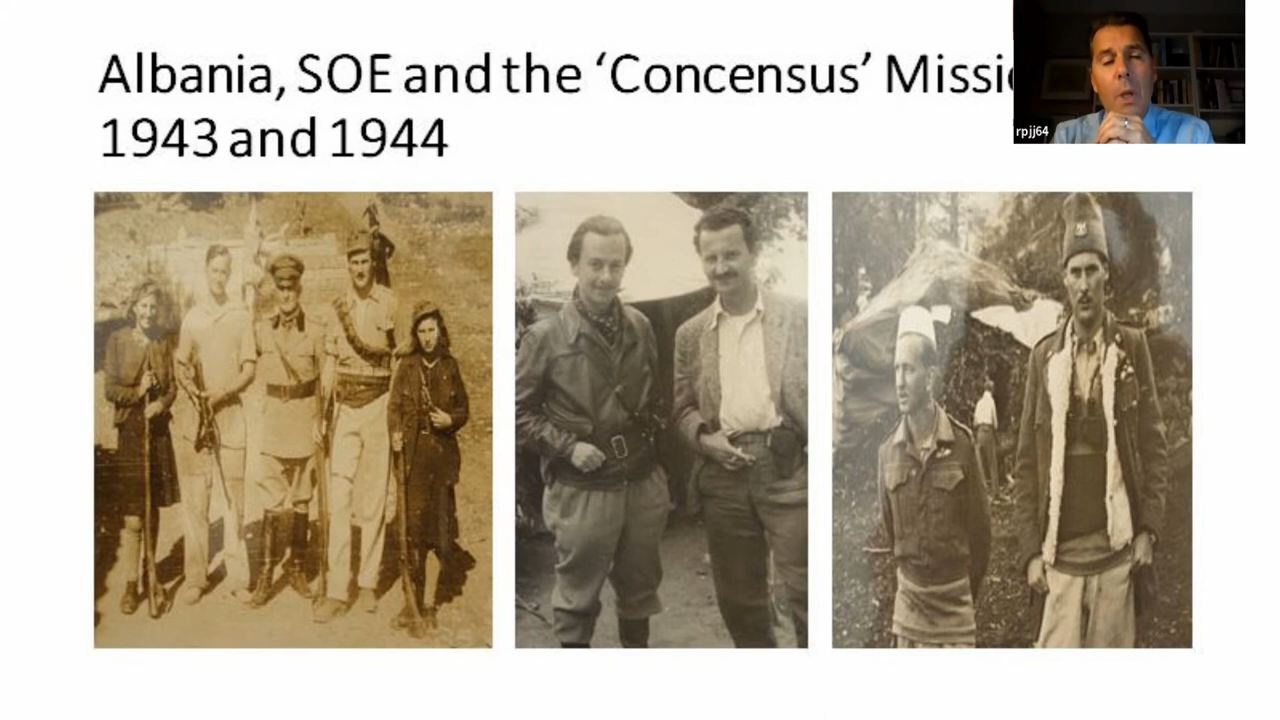 Albania, SOE and the ‘Concensus’ Missi
1943 and 1944
rpjj64